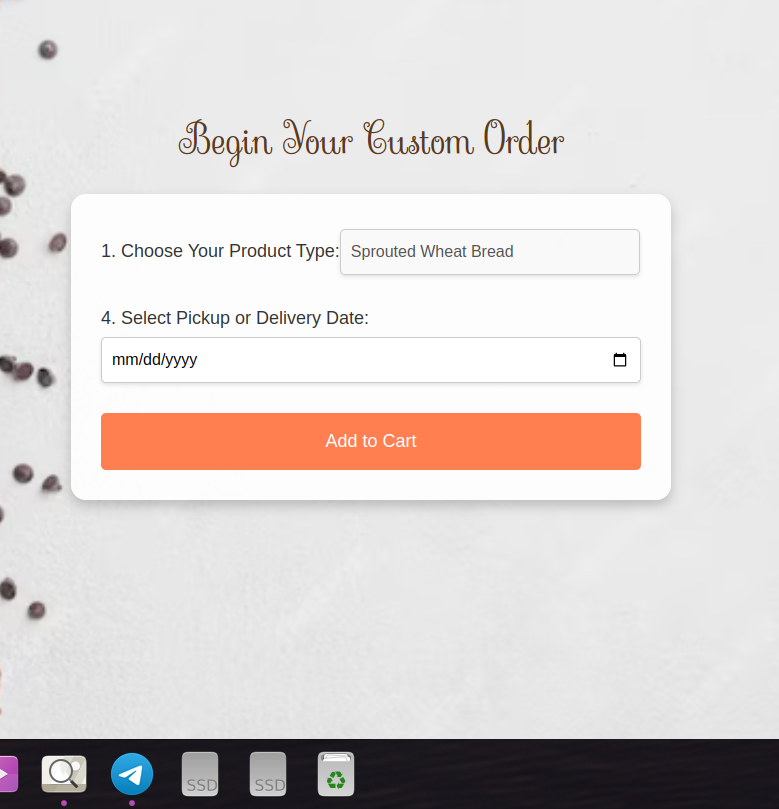 Begin Your Custom Order
1. Choose Your Product Type: Sprouted Wheat Bread
4. Select Pickup or Delivery Date:
mm/dd/yyyy
Add to Cart
SSD SSD